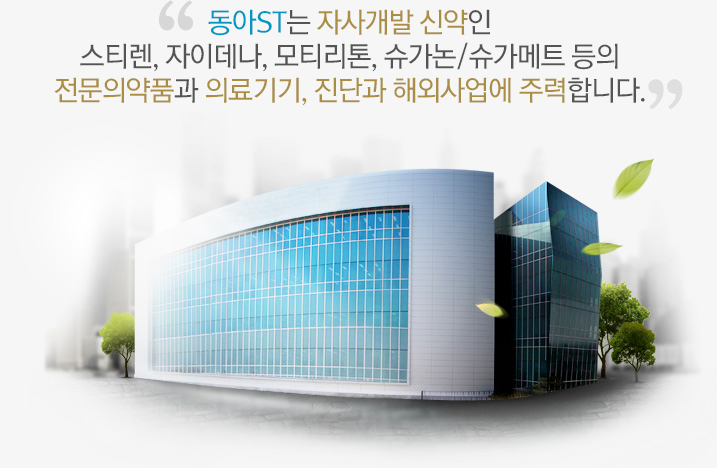 “ 동아ST는 자사개발 신약인
스티렌, 자이데나, 모티리톤, 슈가논/슈가메트 등의
전문의약품과 의료기기, 진단과 해외사업에 주력합니다. ”